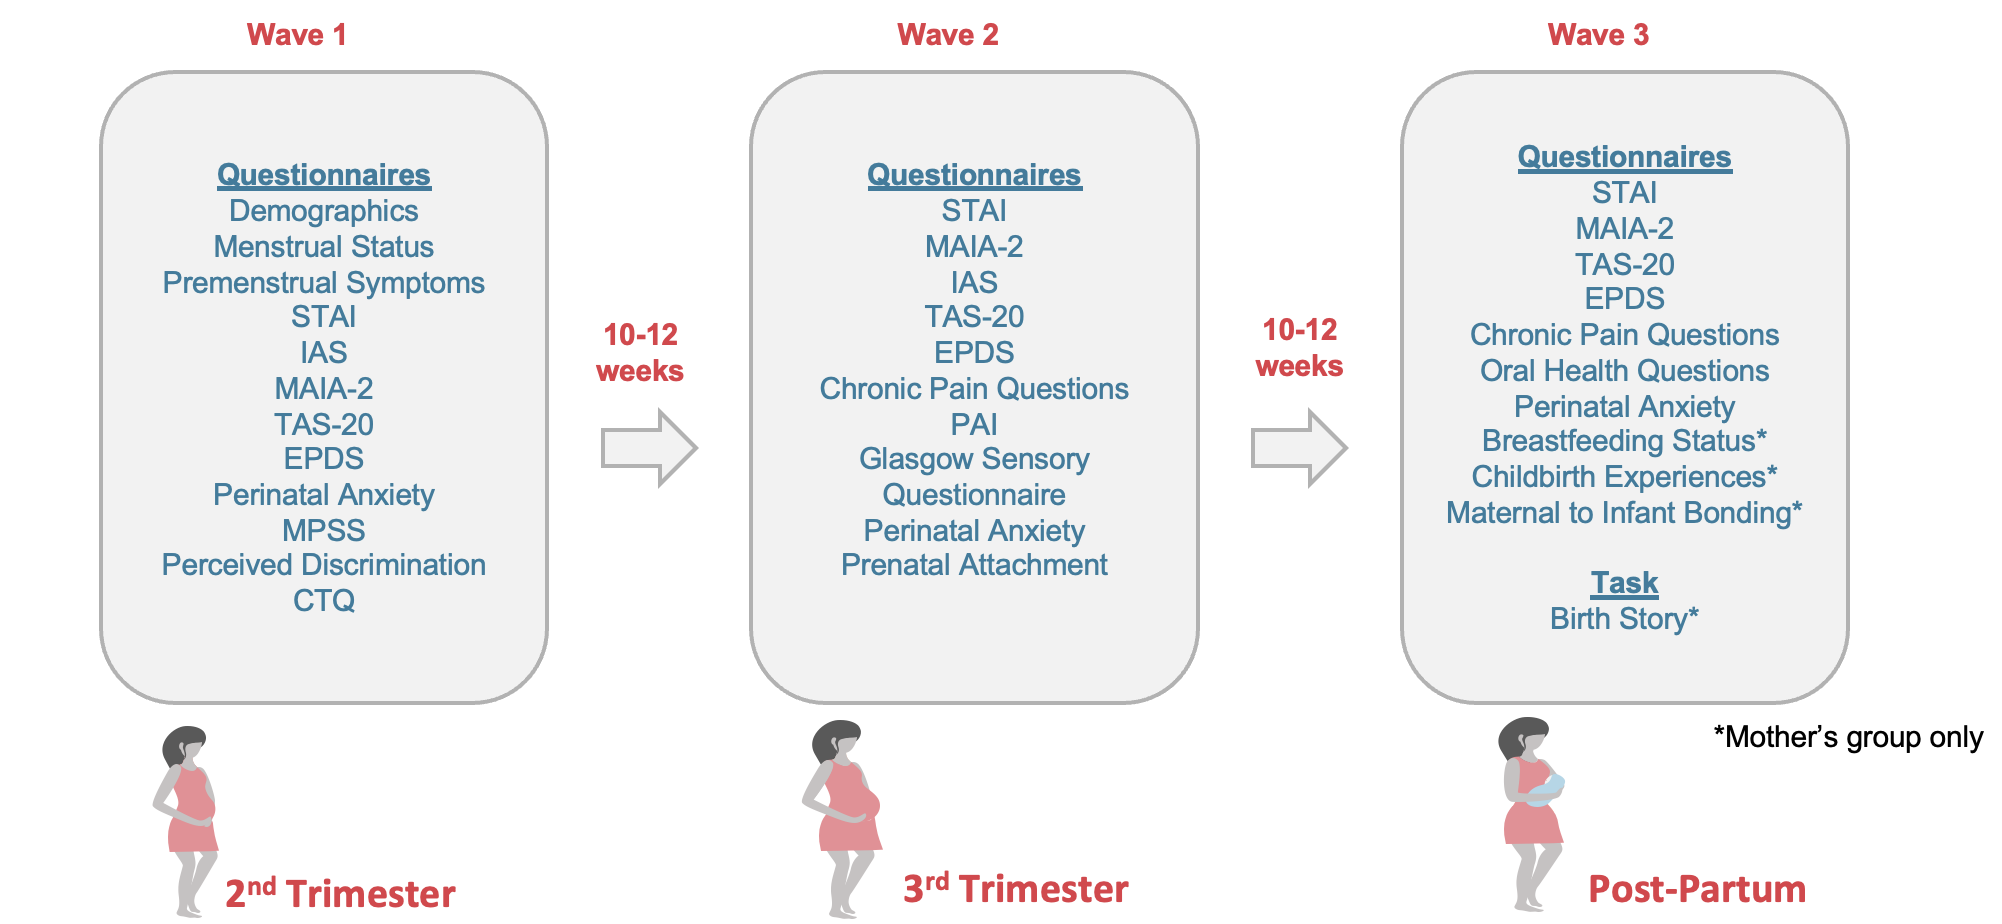 Wave 1
Questionnaires
Demographics
Menstrual Status
Premenstrual Symptoms
STAI
IAS
MAIA-2
TAS-20
EPDS
Perinatal Anxiety
MPSS
Perceived Discrimination
CTQ
2nd Trimester
10-12
weeks
Wave 2
Questionnaires
STAI
MAIA-2
IAS
TAS-20
EPDS
Chronic Pain Questions
PAI
Glasgow Sensory
Questionnaire
Perinatal Anxiety
Prenatal Attachment
3rd Trimester
10-12
weeks
Wave 3
Questionnaires
STAI
MAIA-2
TAS-20
EPDS
Chronic Pain Questions
Oral Health Questions
Perinatal Anxiety
Breastfeeding Status*
Childbirth Experiences*
Maternal to Infant Bonding*
Task
Birth Story*
*Mother’s group only
Post-Partum